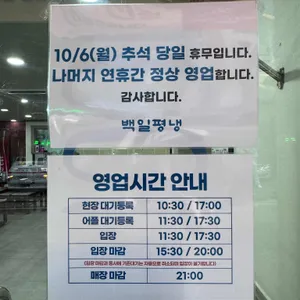 10/6(월) 추석 당일 휴무입니다.
나머지 연휴간 정상 영업합니다.
감사합니다.
백일평냉
영업시간 안내
현장 대기등록 10:30 / 17:00
어플 대기등록 11:30 / 17:30
입장 11:30 / 17:30
입장 마감 15:30 / 20:00
매장 마감 21:00